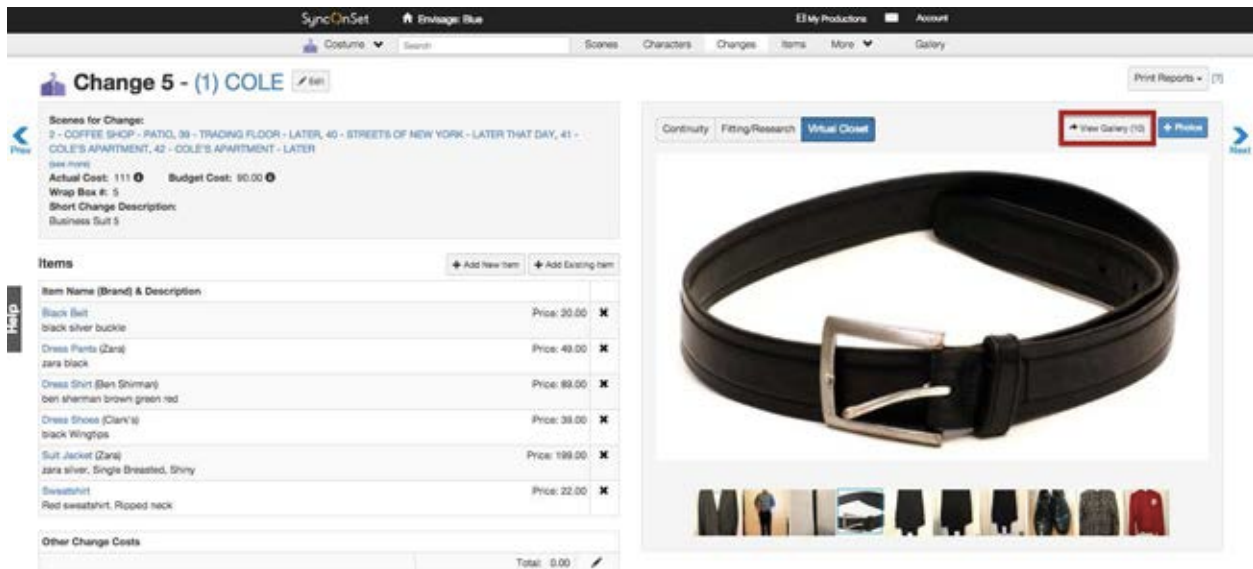 SyncOnSet Envisage: Blue My Productions Account
Costume Search Scenes Characters Changes Items More Gallery
Change 5 - (1) COLE Edit
Print Reports [?]
Prev
Next
Help
Scenes for Change:
2 - COFFEE SHOP - PATIO, 39 - TRADING FLOOR - LATER, 40 - STREETS OF NEW YORK - LATER THAT DAY, 41 -
COLE'S APARTMENT, 42 - COLE'S APARTMENT - LATER
(see more)
Actual Cost: 111 Budget Cost: 90.00
Wrap Box #: 5
Short Change Description:
Business Suit 5
Items
+ Add New Item + Add Existing Item
Item Name (Brand) & Description
Black Belt Price: 20.00
black silver buckle
Dress Pants (Zara) Price: 49.00
zara black
Dress Shirt (Ben Shirman) Price: 89.00
ben sherman brown green red
Dress Shoes (Clark's) Price: 39.00
black Wingtips
Suit Jacket (Zara) Price: 199.00
zara silver, Single Breasted, Shiny
Sweatshirt Price: 22.00
Red sweatshirt. Ripped neck
Other Change Costs
Total: 0.00
Continuity Fitting/Research Virtual Closet
View Gallery (10) + Photos